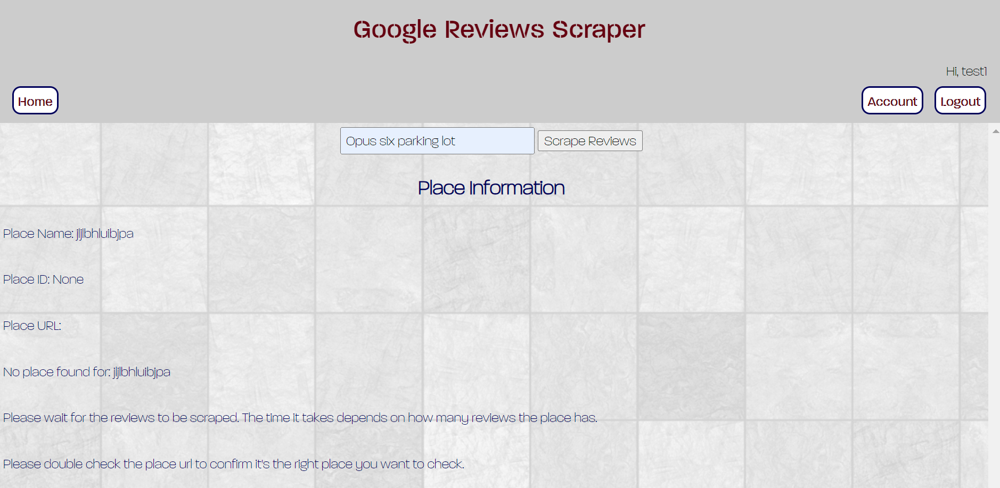 Google Reviews Scraper
Hi, test1
Home
Account
Logout
Opus six parking lot
Scrape Reviews
Place Information
Place Name: jljlbhluibjpa
Place ID: None
Place URL:
No place found for: jljlbhluibjpa
Please wait for the reviews to be scraped. The time it takes depends on how many reviews the place has.
Please double check the place url to confirm it's the right place you want to check.